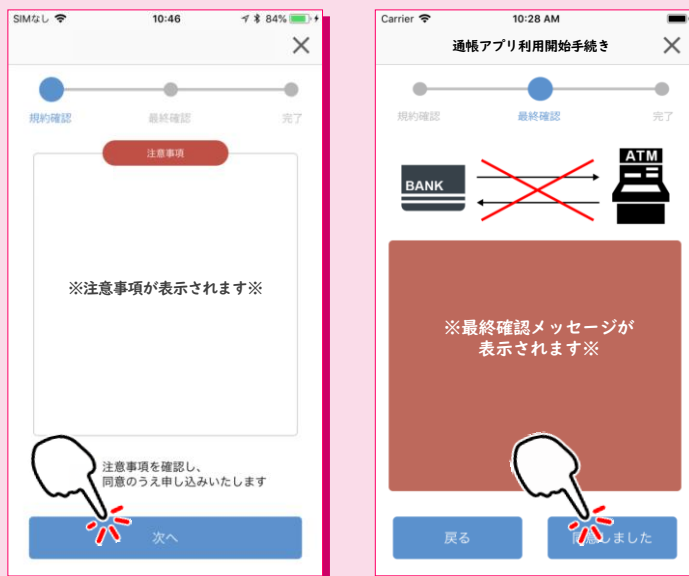 SIMなし 10:46 84%
規約確認 最終確認 完了
注意事項
※注意事項が表示されます※
注意事項を確認し、
同意のうえ申し込みいたします
次へ
Carrier 10:28 AM
通帳アプリ利用開始手続き
規約確認 最終確認 完了
BANK
ATM
※最終確認メッセージが
表示されます※
戻る
同意しました